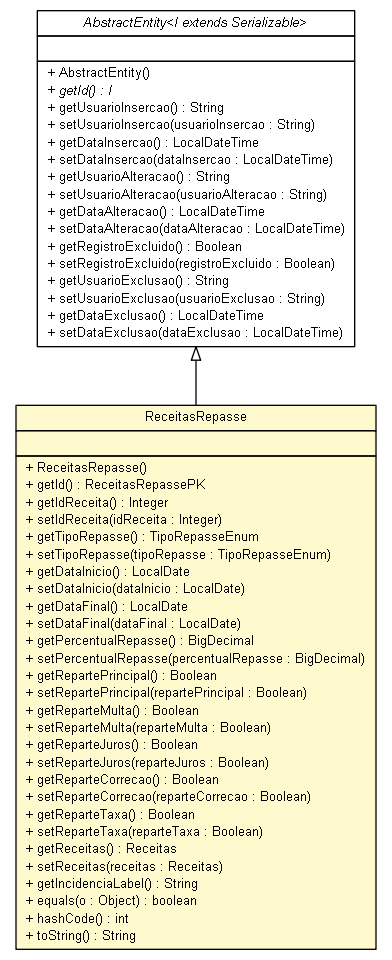 AbstractEntity<I extends Serializable>
+ AbstractEntity()
+ getId() : I
+ getUsuarioInsercao() : String
+ setUsuarioInsercao(usuarioInsercao : String)
+ getDataInsercao() : LocalDateTime
+ setDataInsercao(dataInsercao : LocalDateTime)
+ getUsuarioAlteracao() : String
+ setUsuarioAlteracao(usuarioAlteracao : String)
+ getDataAlteracao() : LocalDateTime
+ setDataAlteracao(dataAlteracao : LocalDateTime)
+ getRegistroExcluido() : Boolean
+ setRegistroExcluido(registroExcluido : Boolean)
+ getUsuarioExclusao() : String
+ setUsuarioExclusao(usuarioExclusao : String)
+ getDataExclusao() : LocalDateTime
+ setDataExclusao(dataExclusao : LocalDateTime)
ReceitasRepasse
+ ReceitasRepasse()
+ getId() : ReceitasRepassePK
+ getIdReceita() : Integer
+ setIdReceita(idReceita : Integer)
+ getTipoRepasse() : TipoRepasseEnum
+ setTipoRepasse(tipoRepasse : TipoRepasseEnum)
+ getDataInicio() : LocalDate
+ setDataInicio(dataInicio : LocalDate)
+ getDataFinal() : LocalDate
+ setDataFinal(dataFinal : LocalDate)
+ getPercentualRepasse() : BigDecimal
+ setPercentualRepasse(percentualRepasse : BigDecimal)
+ getRepartePrincipal() : Boolean
+ setRepartePrincipal(repartePrincipal : Boolean)
+ getReparteMulta() : Boolean
+ setReparteMulta(reparteMulta : Boolean)
+ getReparteJuros() : Boolean
+ setReparteJuros(reparteJuros : Boolean)
+ getReparteCorrecao() : Boolean
+ setReparteCorrecao(reparteCorrecao : Boolean)
+ getReparteTaxa() : Boolean
+ setReparteTaxa(reparteTaxa : Boolean)
+ getReceitas() : Receitas
+ setReceitas(receitas : Receitas)
+ getIncidenciaLabel() : String
+ equals(o : Object) : boolean
+ hashCode() : int
+ toString() : String